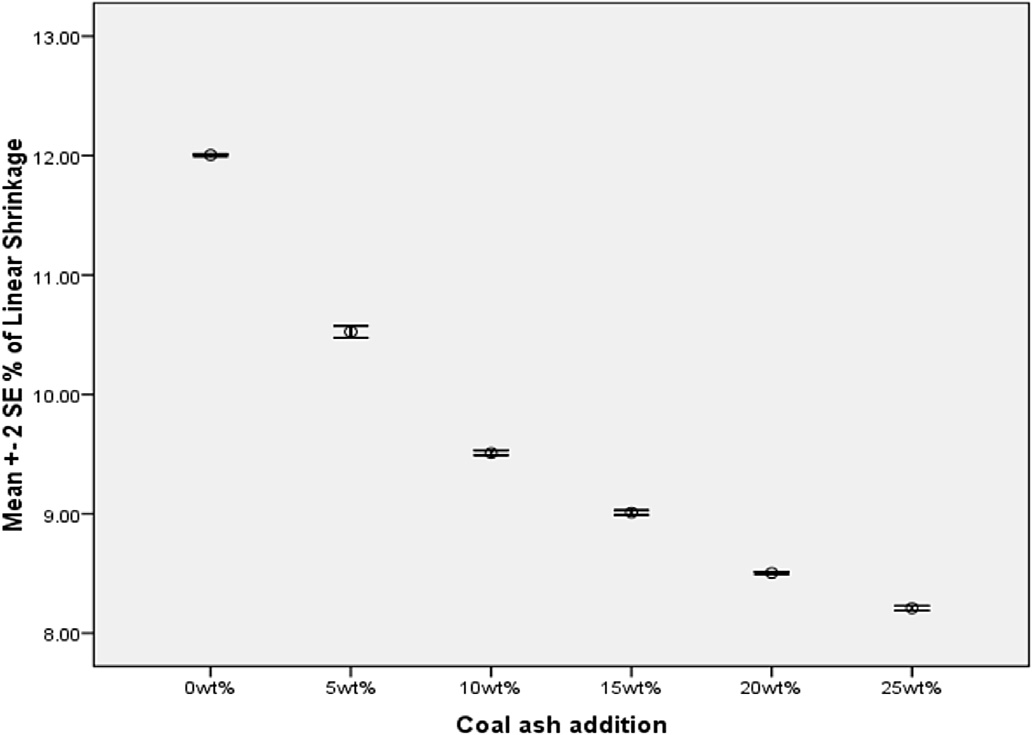 Mean +- 2 SE % of Linear Shrinkage
13.00
12.00
11.00
10.00
9.00
8.00
0wt% 5wt% 10wt% 15wt% 20wt% 25wt%
Coal ash addition